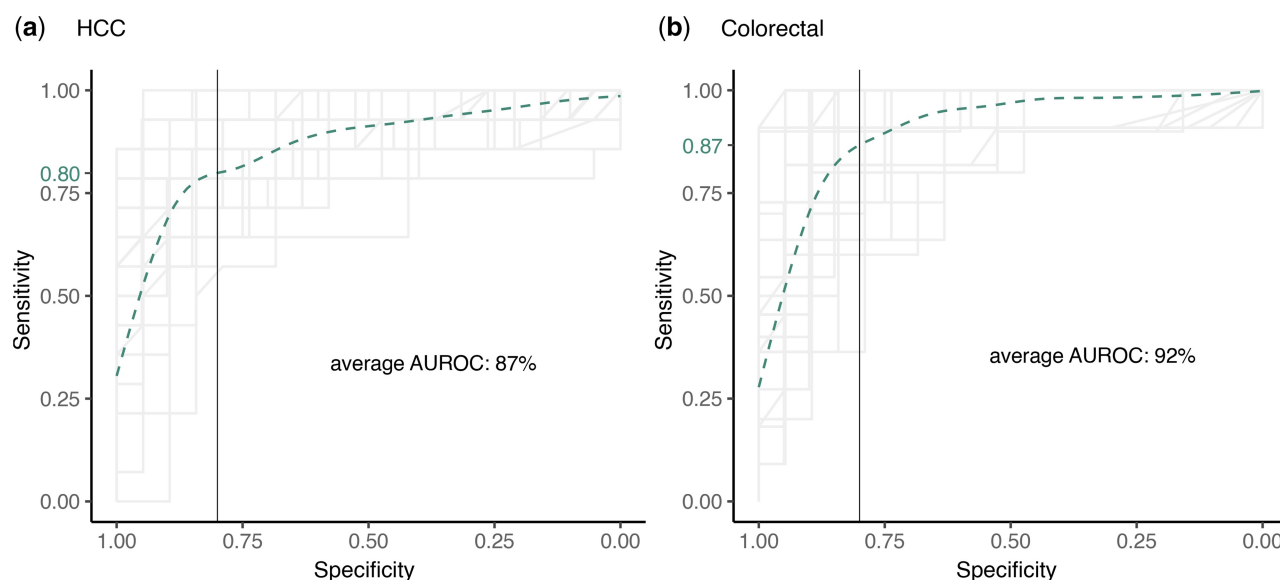 (a) HCC
1.00
0.80
0.75
0.50
0.25
0.00
Sensitivity
average AUROC: 87%
1.00 0.75 0.50 0.25 0.00
Specificity
(b) Colorectal
1.00
0.87
0.75
0.50
0.25
0.00
Sensitivity
average AUROC: 92%
1.00 0.75 0.50 0.25 0.00
Specificity